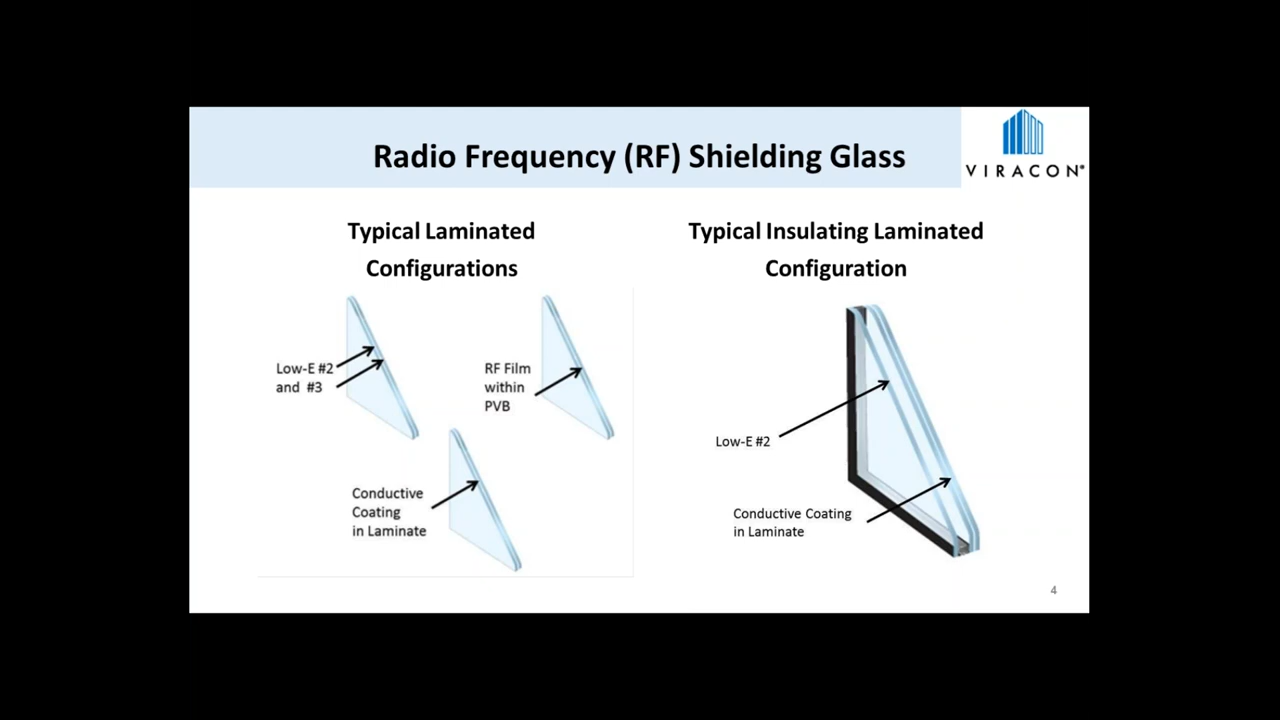 Radio Frequency (RF) Shielding Glass
VIRACON®
Typical Laminated
Configurations
Low-E #2
and #3
RF Film
within
PVB
Conductive
Coating
in Laminate
Typical Insulating Laminated
Configuration
Low-E #2
Conductive Coating
in Laminate
4